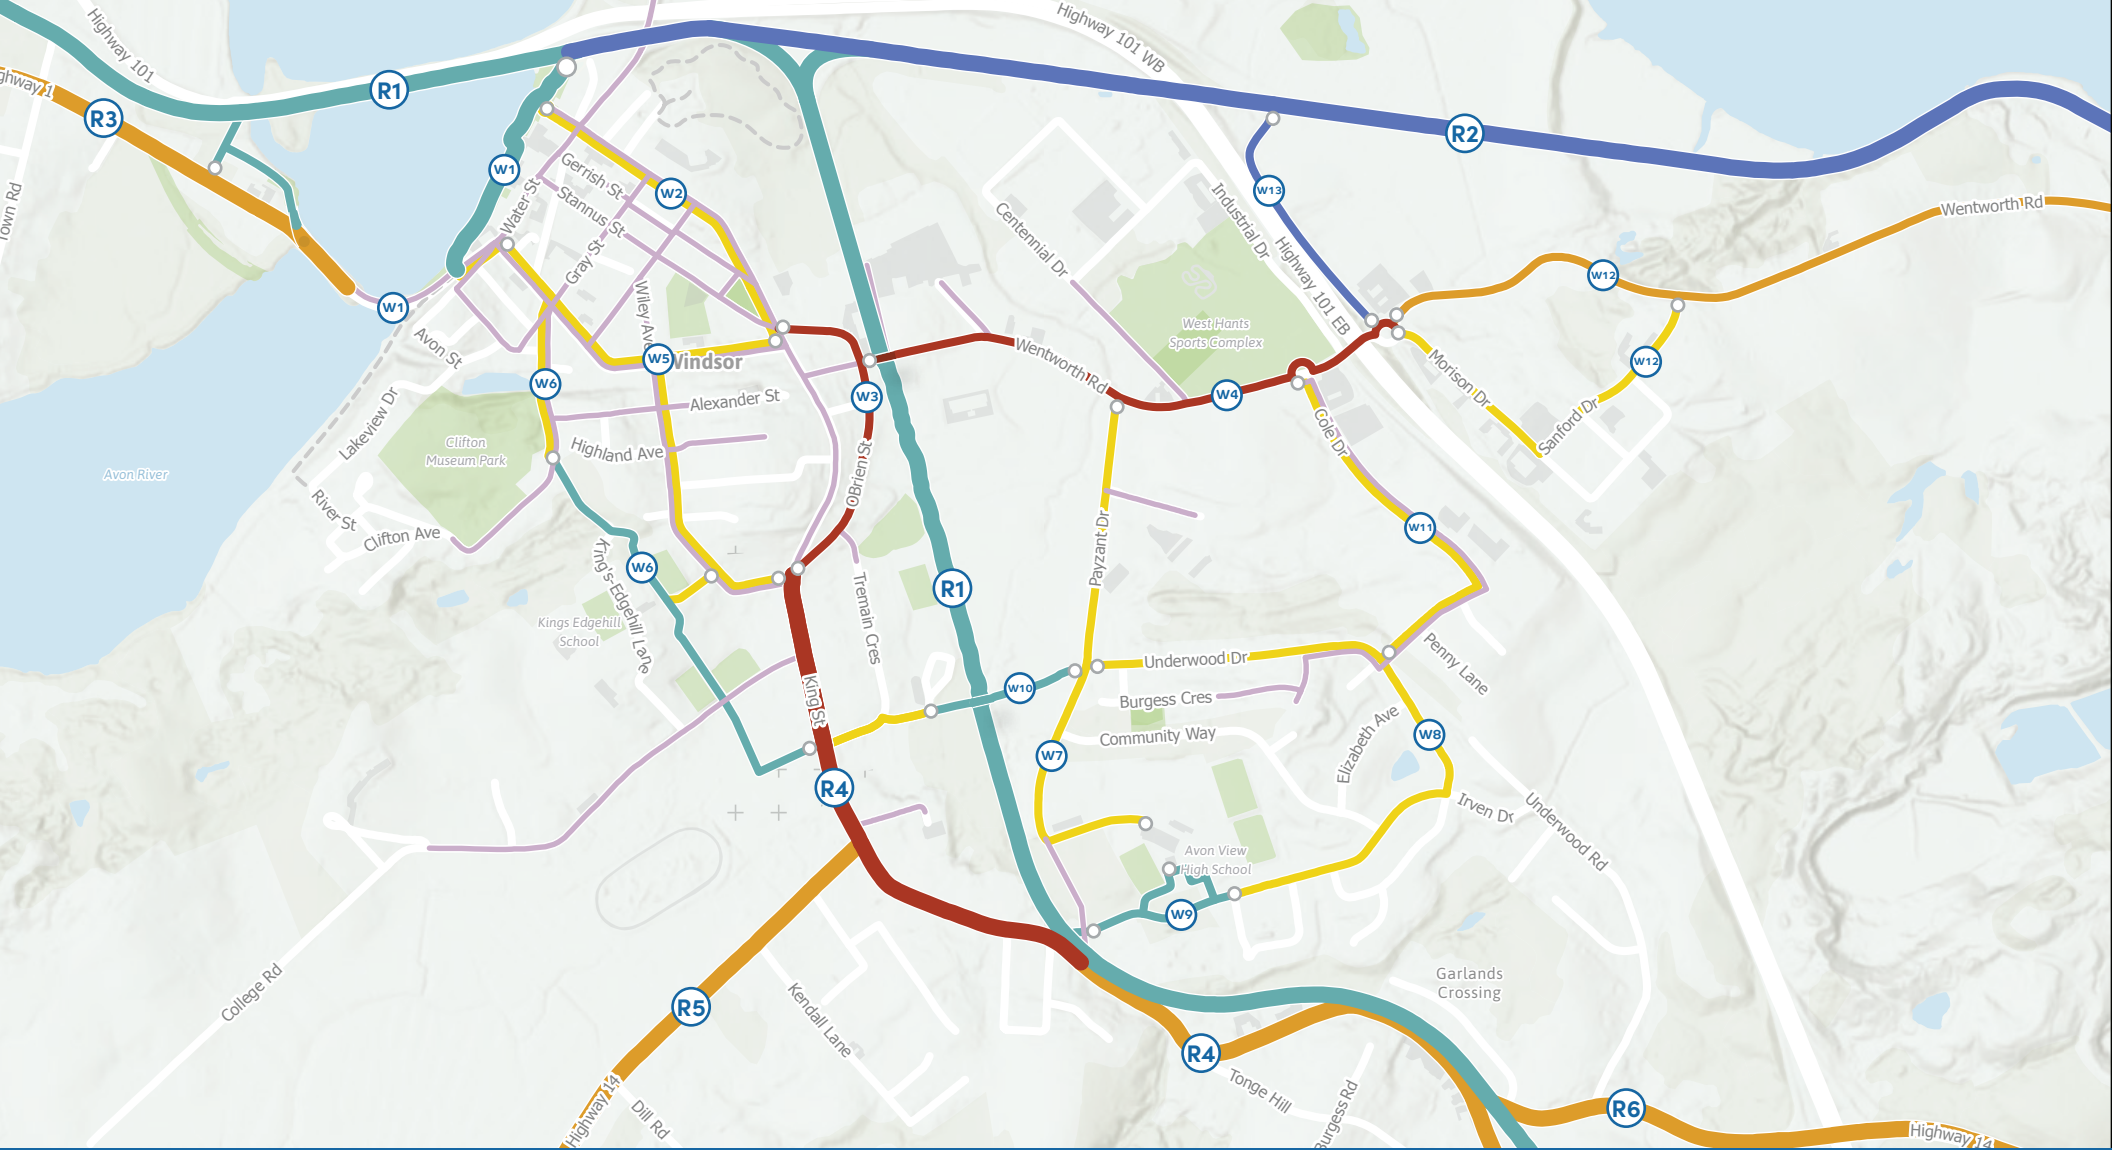 Highway 101
Highway 101 WB
ghway 1
R3
R1
R2
W1
W2
W13
Gerrish St
Stannus St
Water St
Gray St
Town Rd
Centennial Dr
Industrial Dr
Highway 101 EB
Wentworth Rd
W12
W1
Wiley Ave
Avon St
W5
Windsor
W6
W3
Alexander St
Highland Ave
Lakeview Dr
Clifton
Museum Park
Avon River
River St
Clifton Ave
West Hants
Sports Complex
Wentworth Rd
W4
Morison Dr
W12
Sanford Dr
Cole Dr
W11
OBrien St
Payzant Dr
King's-Edgehill Lane
W6
Kings Edgehill
School
Tremain Cres
R1
King St
W10
Underwood Dr
Burgess Cres
Community Way
Penny Lane
Elizabeth Ave
W8
W7
R4
Irven Dr
Underwood Rd
Avon View
High School
W9
College Rd
R5
Kendall Lane
Garlands
Crossing
R4
Tonge Hill
Burgess Rd
Highway 14
Dill Rd
R6
Highway 14